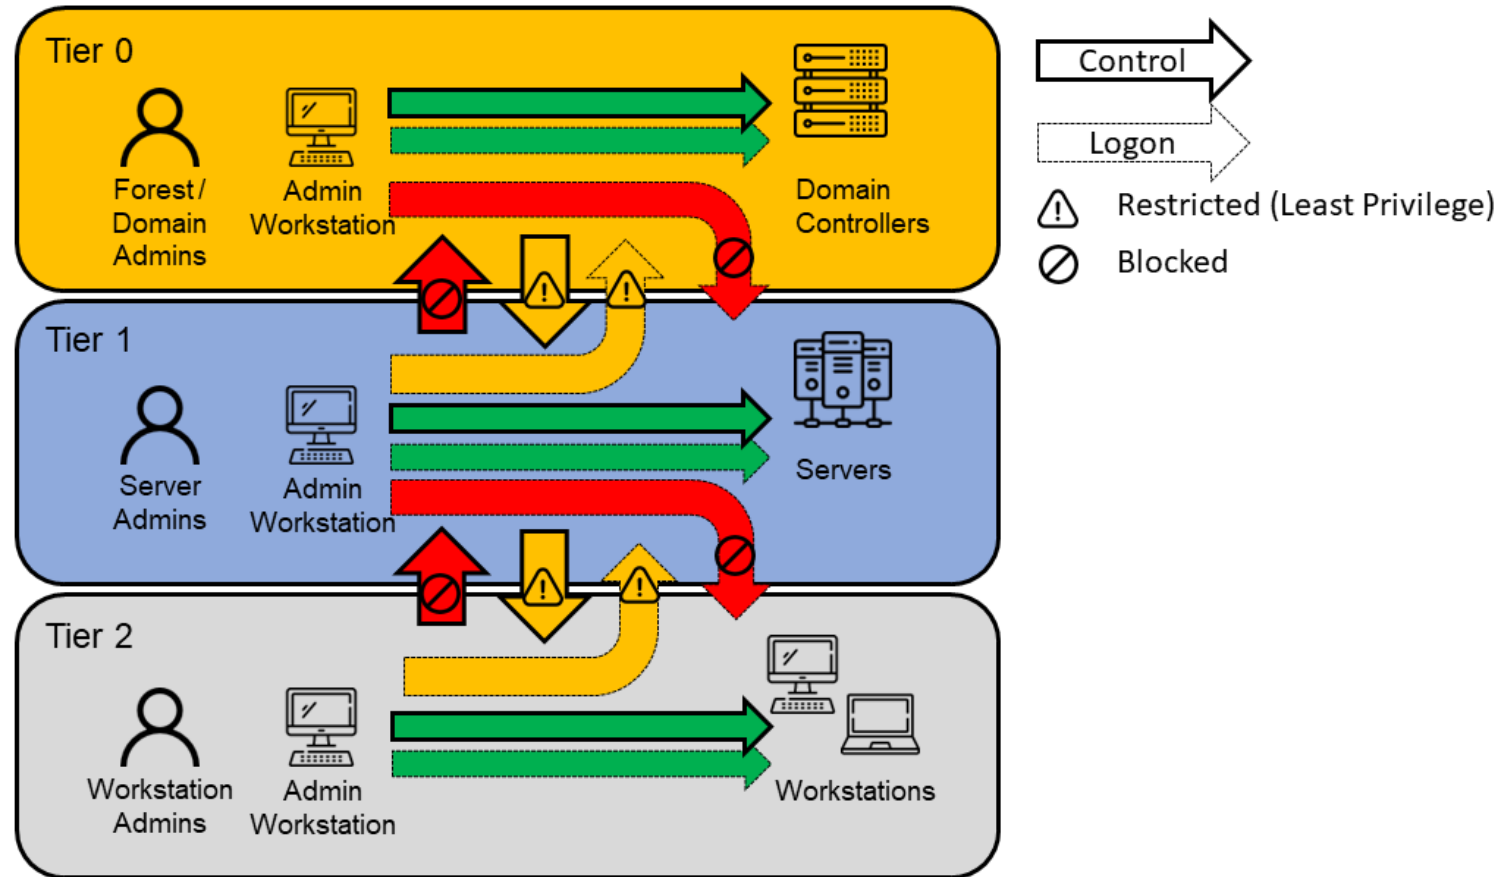 Tier 0
Forest /
Domain
Admins
Admin
Workstation
Domain
Controllers
Tier 1
Server
Admins
Admin
Workstation
Servers
Tier 2
Workstation
Admins
Admin
Workstation
Workstations
Control
Logon
Restricted (Least Privilege)
Blocked